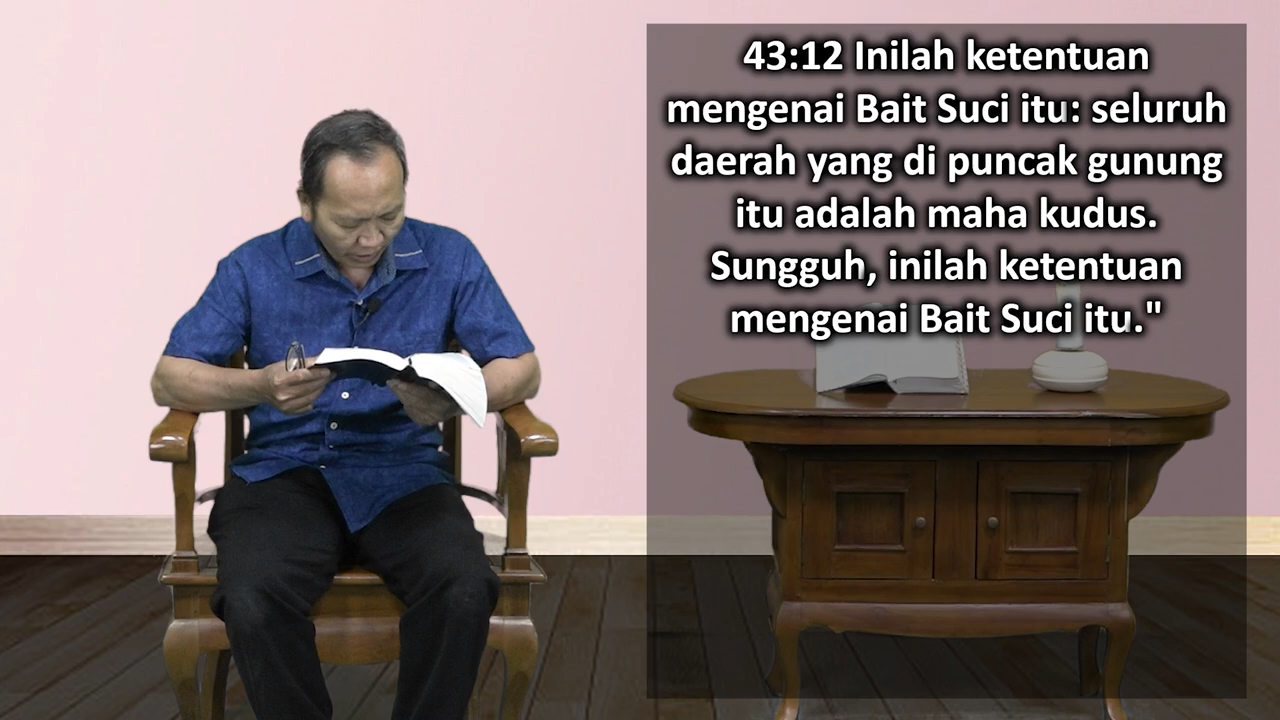 43:12 Inilah ketentuan
mengenai Bait Suci itu: seluruh
daerah yang di puncak gunung
itu adalah maha kudus.
Sungguh, inilah ketentuan
mengenai Bait Suci itu."